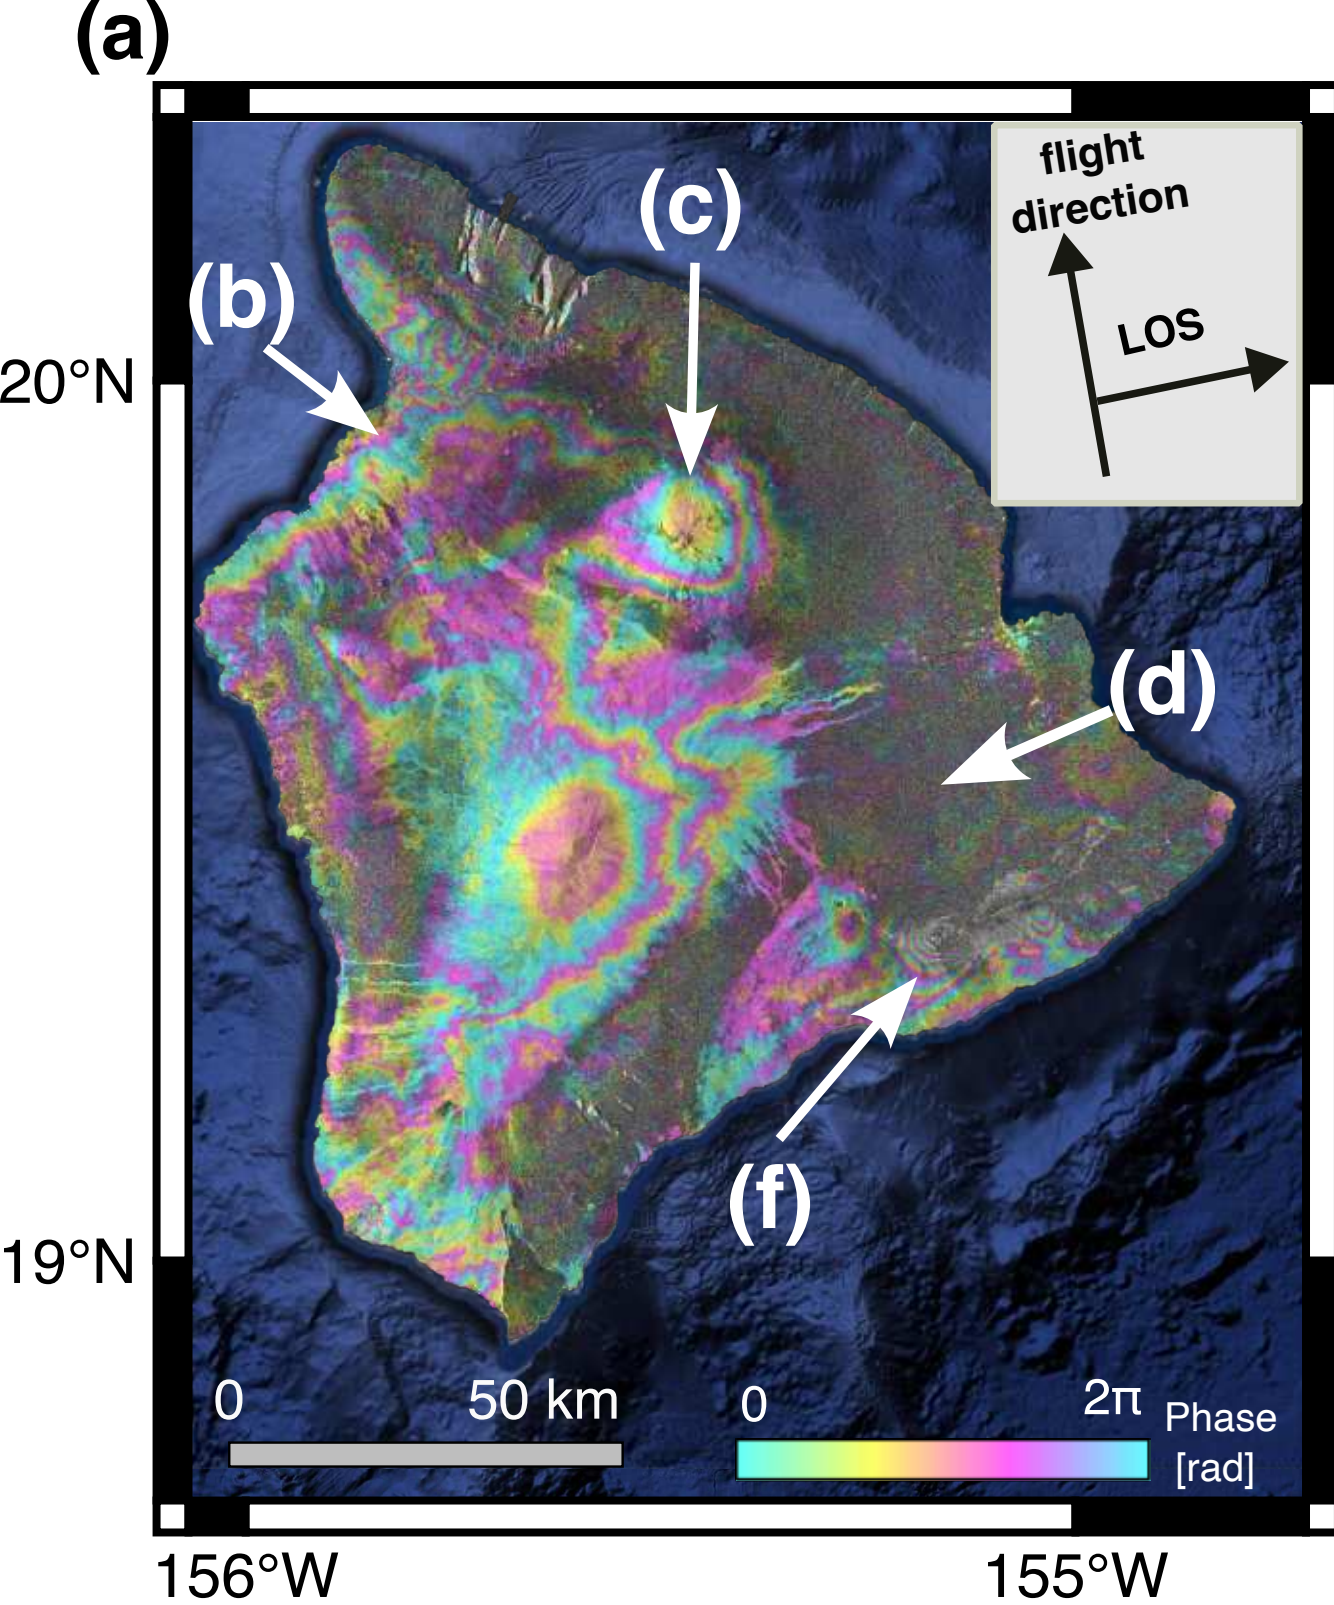 (a)
flight
direction
LOS
(c)
(b)
20°N
(d)
(f)
19°N
0 50 km
0 2π Phase
[rad]
156°W 155°W